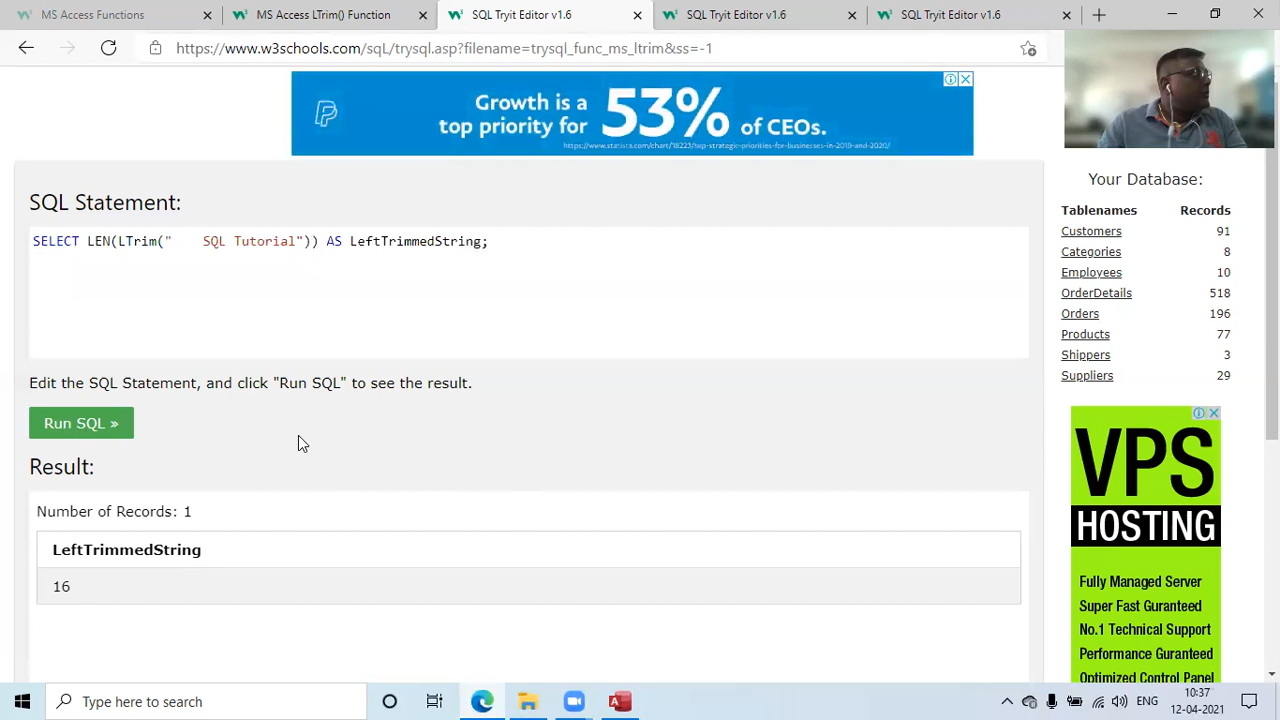 MS Access LTrim() Functions
SQL Tryit Editor v1.6
SQL Tryit Editor v1.6
SQL Tryit Editor v1.6
https://www.w3schools.com/sqL/trysql.asp?filename=trysql_func_ms_ltrim&ss=-1
Growth is a
top priority for 53% of CEOs.
SQL Statement:
SELECT LEN(LTrim("    SQL Tutorial")) AS LeftTrimmedString;
Edit the SQL Statement, and click "Run SQL" to see the result.
Run SQL »
Result:
Number of Records: 1
LeftTrimmedString
16
Your Database:
Tablenames Records
Customers 91
Categories 8
Employees 10
OrderDetails 518
Orders 196
Products 77
Shippers 3
Suppliers 29
VPS
HOSTING
Fully Managed Server
Super Fast Guranteed
No.1 Technical Support
Performance Guranteed
Optimized Control Panel
Type here to search
ENG
10:37
12-04-2021